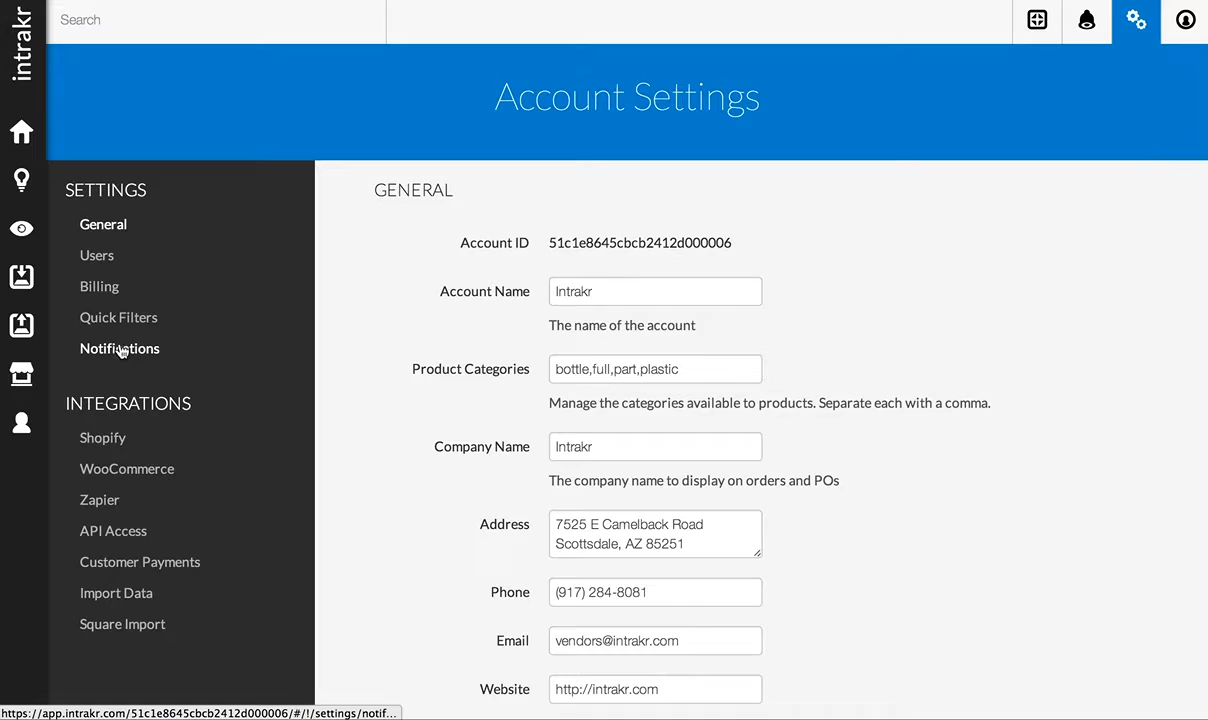 intrakr
Search
Account Settings
SETTINGS
General
Users
Billing
Quick Filters
Notifications
INTEGRATIONS
Shopify
WooCommerce
Zapier
API Access
Customer Payments
Import Data
Square Import
GENERAL
Account ID 51c1e8645cbcb2412d000006
Account Name Intrakr
The name of the account
Product Categories bottle,full,part,plastic
Manage the categories available to products. Separate each with a comma.
Company Name Intrakr
The company name to display on orders and POs
Address 7525 E Camelback Road
Scottsdale, AZ 85251
Phone (917) 284-8081
Email vendors@intrakr.com
Website http://intrakr.com
https://app.intrakr.com/51c1e8645cbcb2412d000006/#/!/settings/notif...